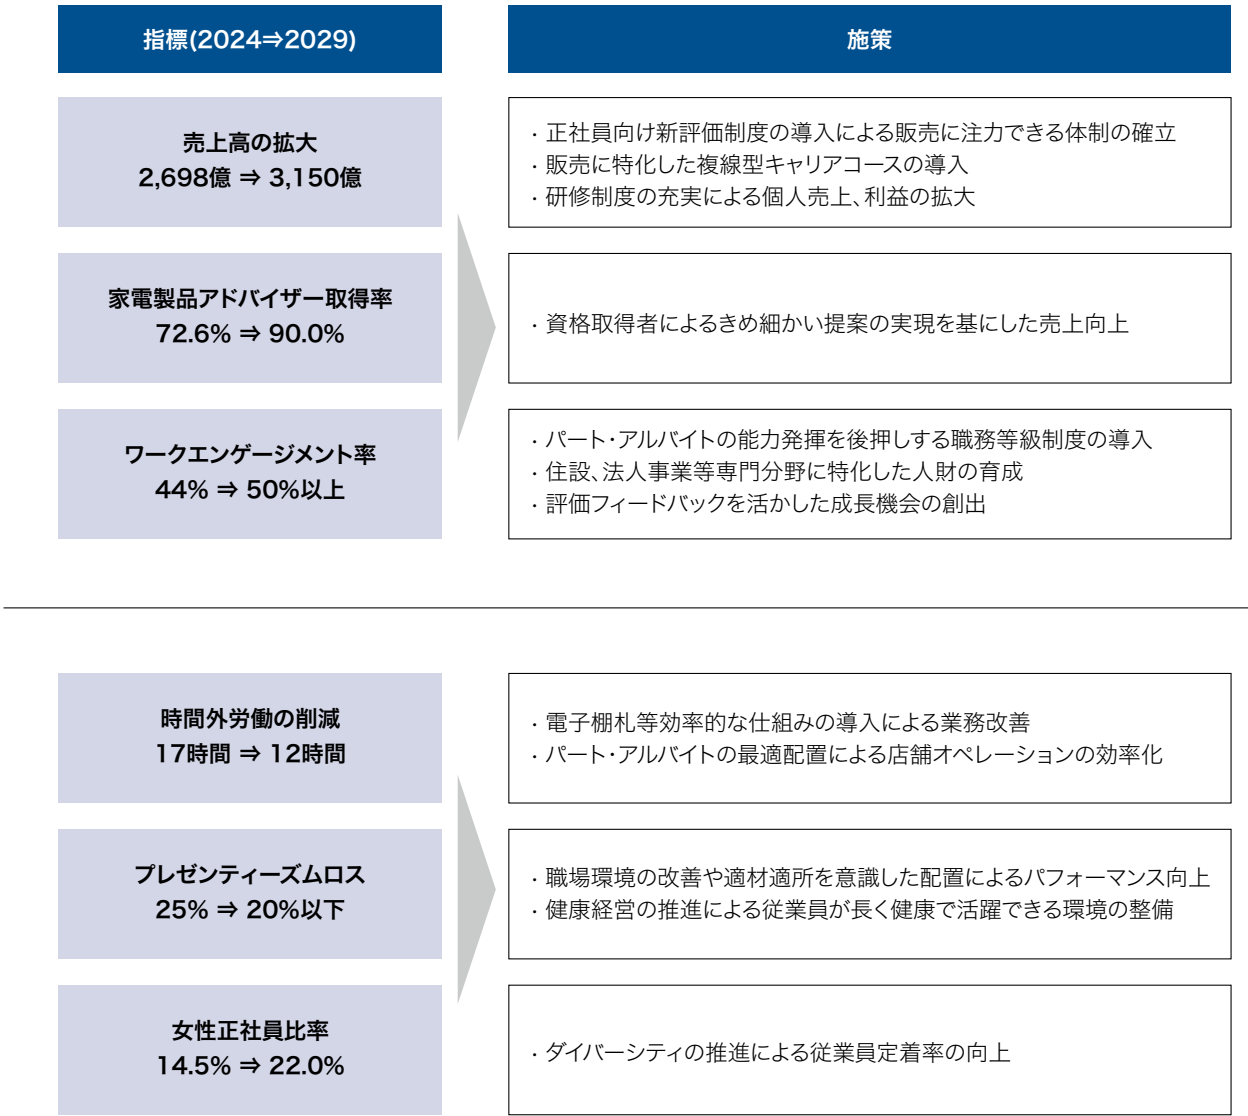 指標(2024⇒2029)
施策
売上高の拡大
2,698億 ⇒ 3,150億
・正社員向け新評価制度の導入による販売に注力できる体制の確立
・販売に特化した複線型キャリアコースの導入
・研修制度の充実による個人売上、利益の拡大
家電製品アドバイザー取得率
72.6% ⇒ 90.0%
・資格取得者によるきめ細かい提案の実現を基にした売上向上
ワークエンゲージメント率
44% ⇒ 50%以上
・パート・アルバイトの能力発揮を後押しする職務等級制度の導入
・住設、法人事業等専門分野に特化した人財の育成
・評価フィードバックを活かした成長機会の創出
時間外労働の削減
17時間 ⇒ 12時間
・電子棚札等効率的な仕組みの導入による業務改善
・パート・アルバイトの最適配置による店舗オペレーションの効率化
プレゼンティーズムロス
25% ⇒ 20%以下
・職場環境の改善や適材適所を意識した配置によるパフォーマンス向上
・健康経営の推進による従業員が長く健康で活躍できる環境の整備
女性正社員比率
14.5% ⇒ 22.0%
・ダイバーシティの推進による従業員定着率の向上